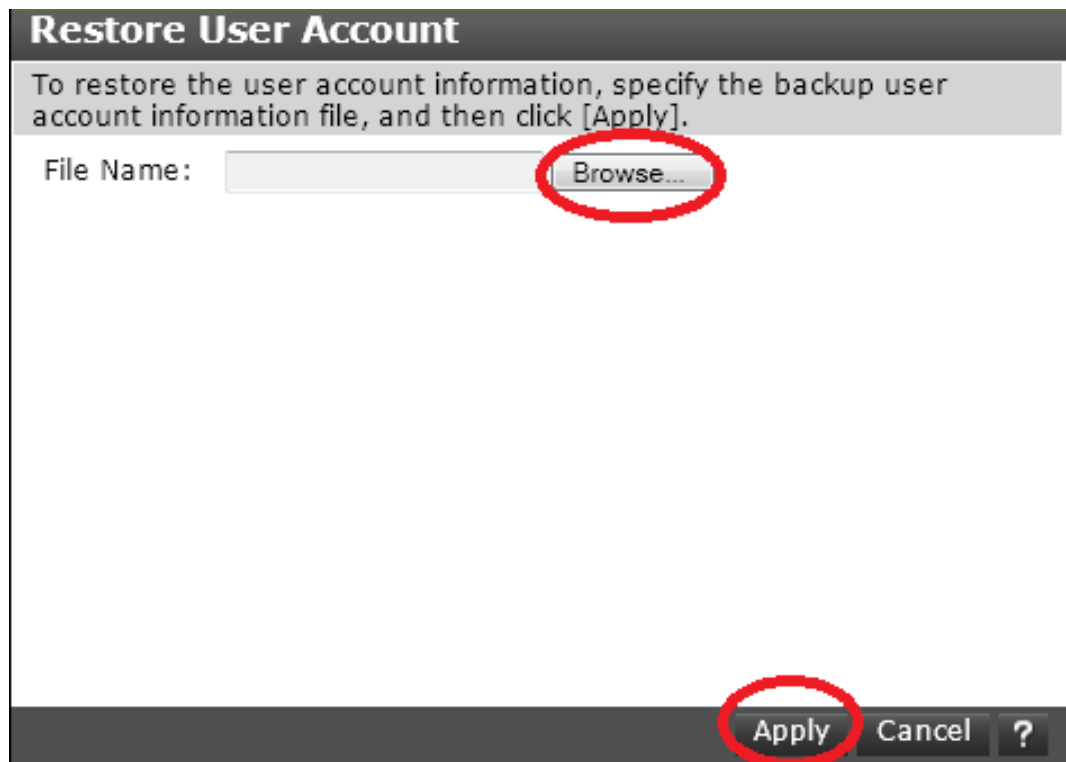 Restore User Account
To restore the user account information, specify the backup user
account information file, and then click [Apply].
File Name: Browse...
Apply Cancel ?